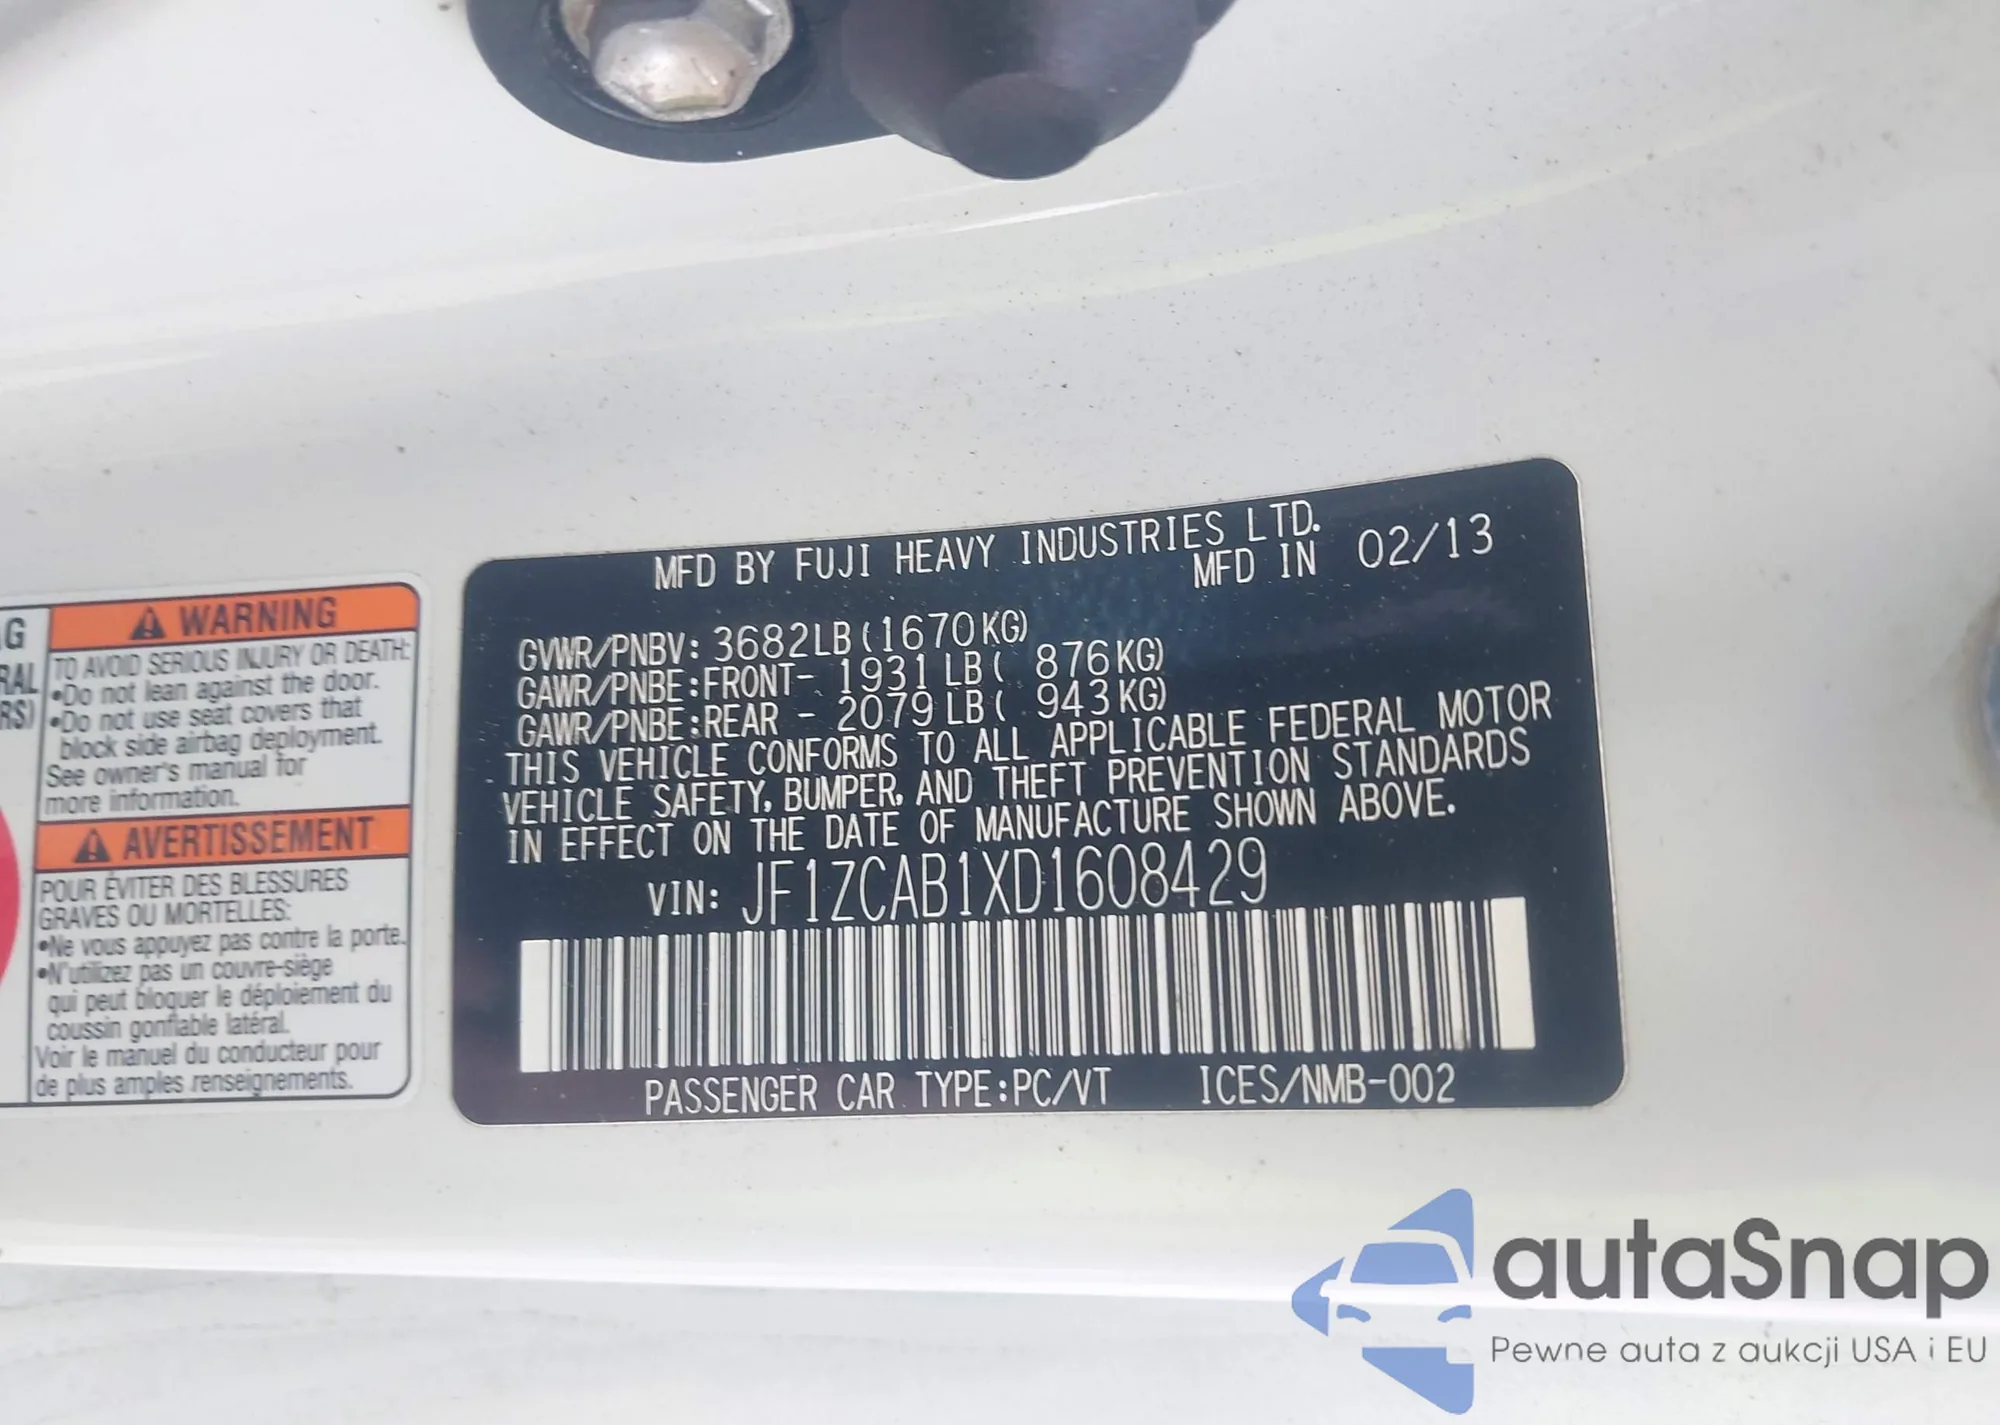 MFD BY FUJI HEAVY INDUSTRIES LTD.
MFD IN 02/13
GVWR/PNBV: 3682LB(1670KG)
GAWR/PNBE:FRONT- 1931LB( 876KG)
GAWR/PNBE:REAR - 2079LB( 943KG)
THIS VEHICLE CONFORMS TO ALL APPLICABLE FEDERAL MOTOR
VEHICLE SAFETY, BUMPER, AND THEFT PREVENTION STANDARDS
IN EFFECT ON THE DATE OF MANUFACTURE SHOWN ABOVE.
VIN: JF1ZCAB1XD1608429
PASSENGER CAR TYPE:PC/VT ICES/NMB-002
WARNING
TO AVOID SERIOUS INJURY OR DEATH:
•Do not lean against the door.
•Do not use seat covers that
block side airbag deployment.
See owner's manual for
more information.
AVERTISSEMENT
POUR ÉVITER DES BLESSURES
GRAVES OU MORTELLES:
•Ne vous appuyez pas contre la porte.
•N'utilizez pas un couvre-siège
qui peut bloquer le déploiement du
coussin gonflable latéral.
Voir le manuel du conducteur pour
de plus amples renseignements.
autaSnap
Pewne auta z aukcji USA i EU